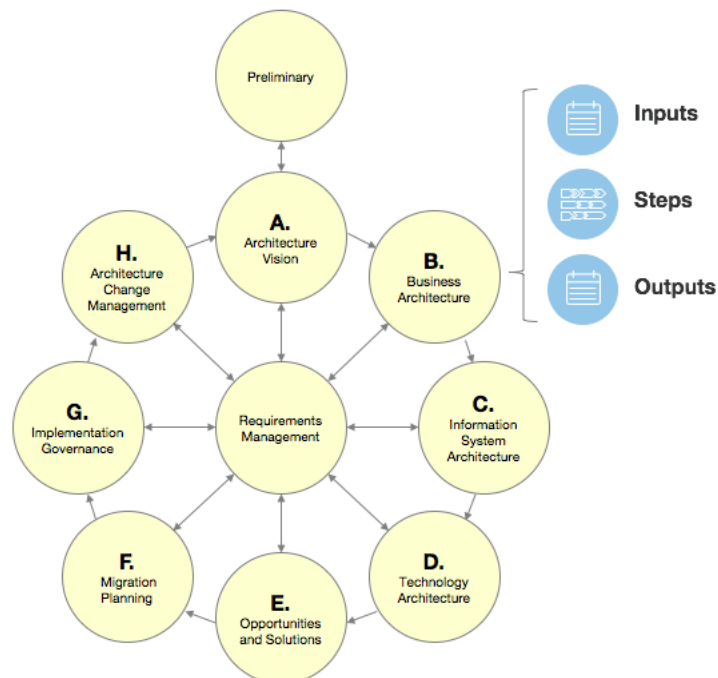 Preliminary
A.
Architecture
Vision
B.
Business
Architecture
C.
Information
System
Architecture
D.
Technology
Architecture
E.
Opportunities
and Solutions
F.
Migration
Planning
G.
Implementation
Governance
H.
Architecture
Change
Management
Requirements
Management
Inputs
Steps
Outputs